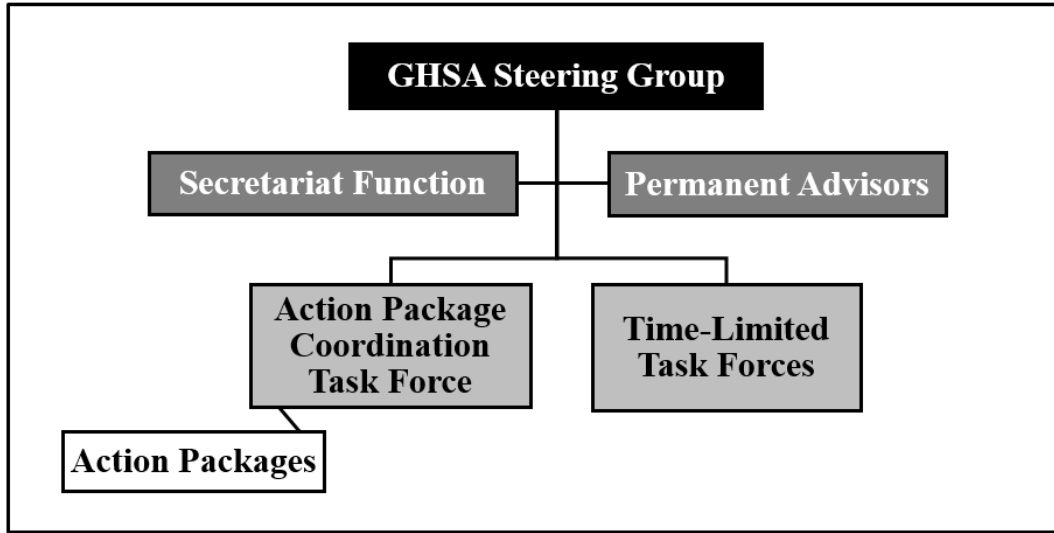 GHSA Steering Group
Secretariat Function
Permanent Advisors
Action Package
Coordination
Task Force
Time-Limited
Task Forces
Action Packages